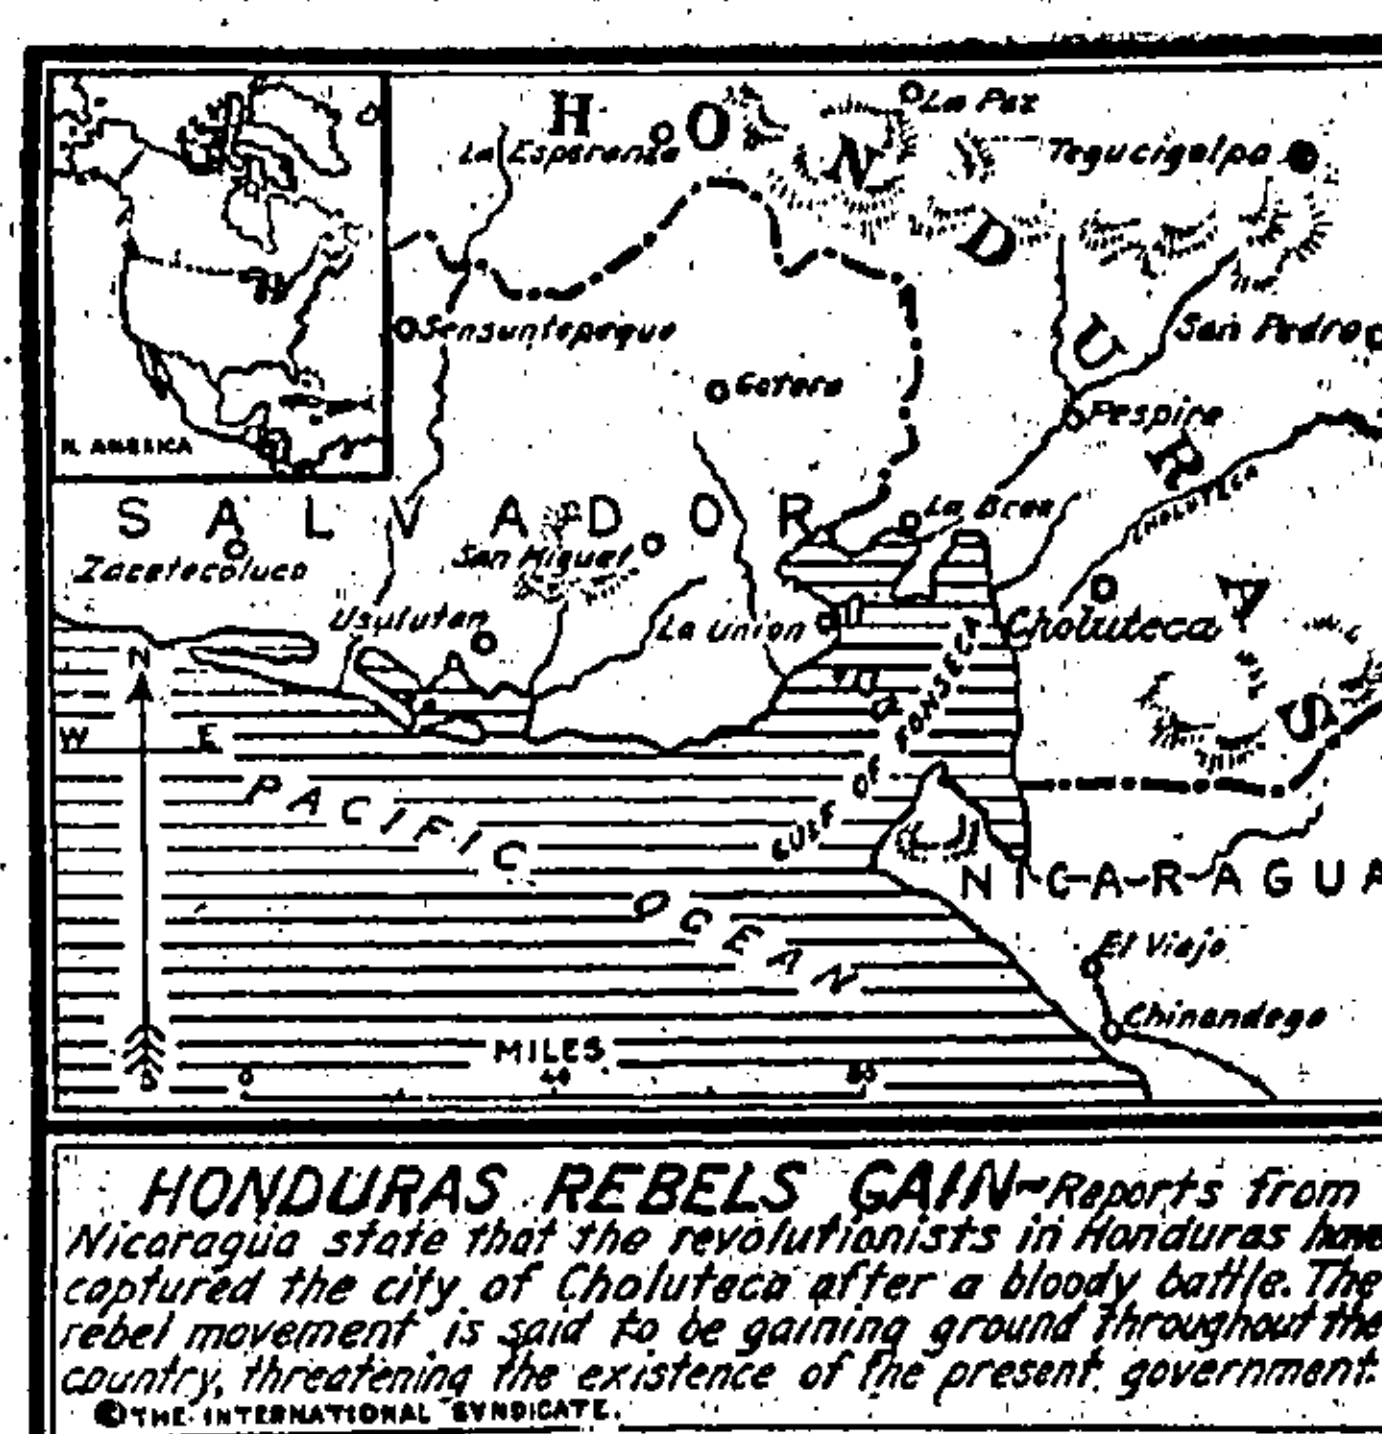 HONDURAS
La Paz
La Esperanza
Tegucigalpa
Sensuntepeque
San Pedro
Gotera
Pespire
N. AMERICA
CHOLUTECA
SALVADOR
La Brea
Zacatecoluca
San Miguel
Usulutan
La Union
Choluteca
N
W E
S
GULF OF FONSECA
PACIFIC OCEAN
NICARAGUA
El Viejo
Chinandega
MILES
0 40 80
HONDURAS REBELS GAIN—Reports from
Nicaragua state that the revolutionists in Honduras have
captured the city of Choluteca after a bloody battle. The
rebel movement is said to be gaining ground throughout the
country, threatening the existence of the present government.
©THE INTERNATIONAL SYNDICATE.